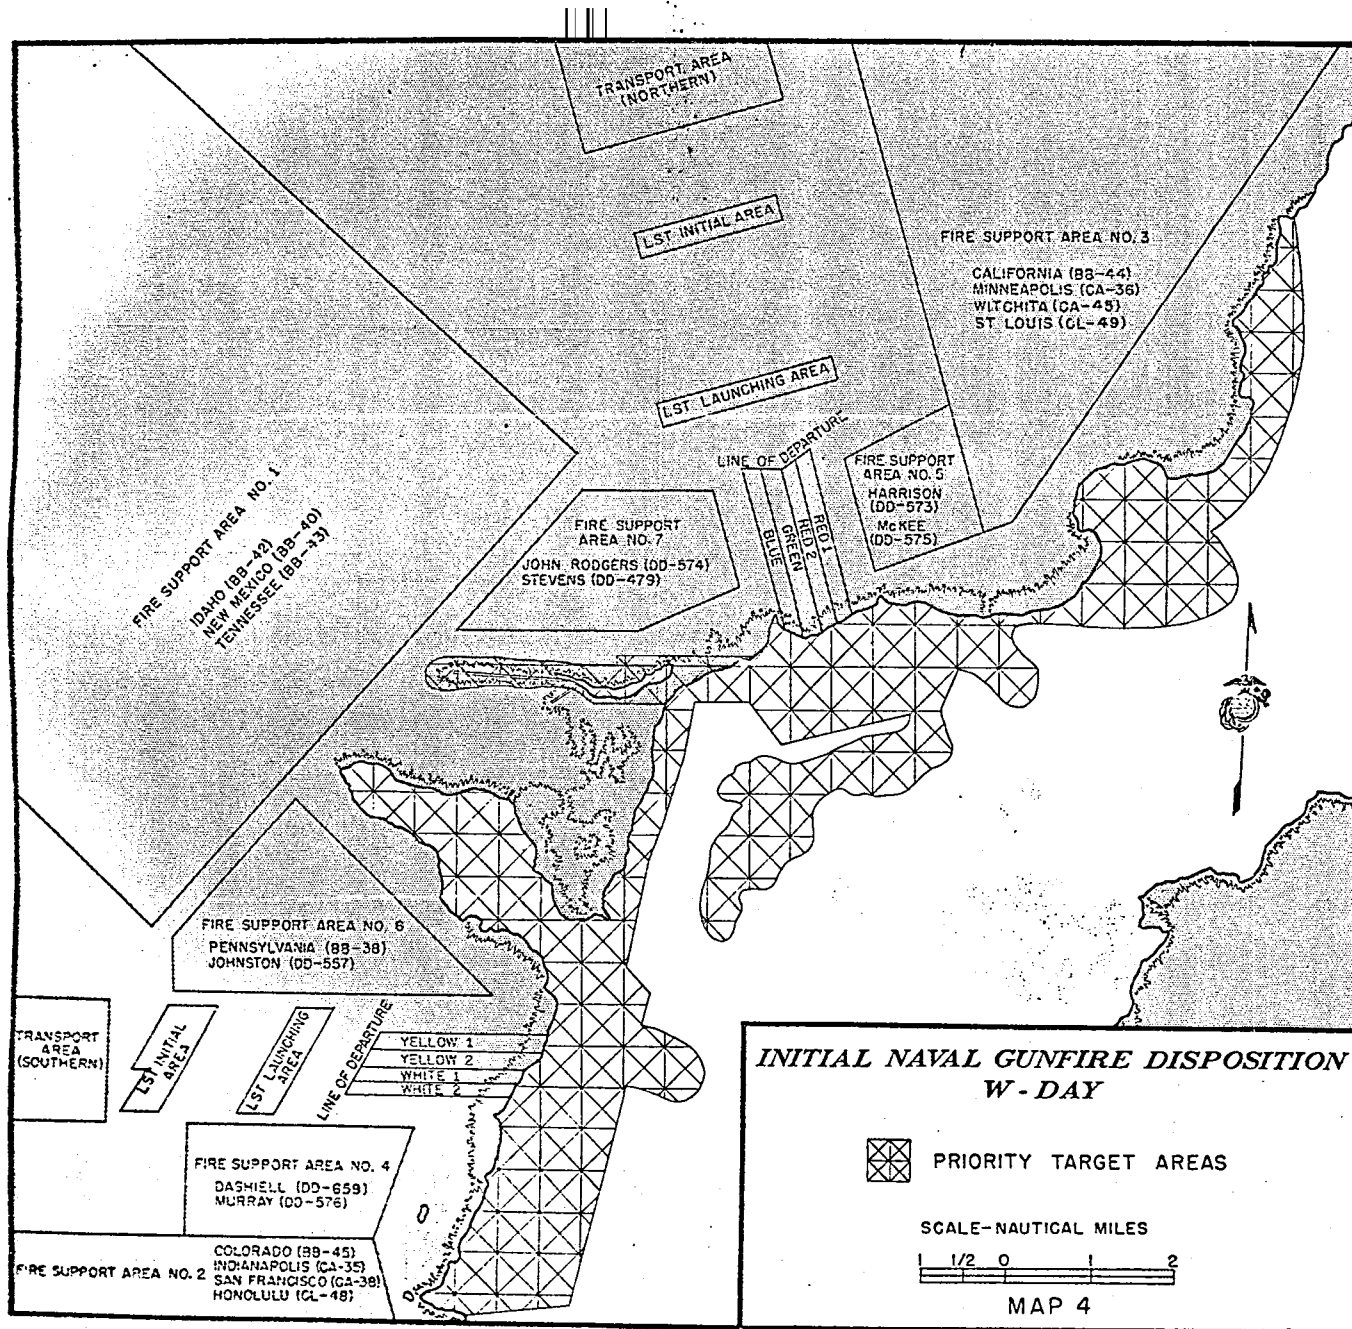 TRANSPORT AREA
(NORTHERN)
LST INITIAL AREA
FIRE SUPPORT AREA NO. 3
CALIFORNIA (BB-44)
MINNEAPOLIS (CA-36)
WITCHITA (CA-45)
ST LOUIS (CL-49)
LST LAUNCHING AREA
LINE OF DEPARTURE
FIRE SUPPORT
AREA NO. 5
HARRISON
(DD-573)
McKEE
(DD-575)
RED 1
RED 2
GREEN
BLUE
FIRE SUPPORT
AREA NO. 7
JOHN RODGERS (DD-574)
STEVENS (DD-479)
FIRE SUPPORT AREA NO. 1
IDAHO (BB-42)
NEW MEXICO (BB-40)
TENNESSEE (BB-43)
FIRE SUPPORT AREA NO. 6
PENNSYLVANIA (BB-38)
JOHNSTON (DD-557)
TRANSPORT
AREA
(SOUTHERN)
LST INITIAL
AREA
LST LAUNCHING
AREA
LINE OF DEPARTURE
YELLOW 1
YELLOW 2
WHITE 1
WHITE 2
FIRE SUPPORT AREA NO. 4
DASHIELL (DD-659)
MURRAY (DD-576)
FIRE SUPPORT AREA NO. 2
COLORADO (BB-45)
INDIANAPOLIS (CA-35)
SAN FRANCISCO (CA-38)
HONOLULU (CL-48)
INITIAL NAVAL GUNFIRE DISPOSITION
W - DAY
PRIORITY TARGET AREAS
SCALE-NAUTICAL MILES
1 1/2 0 1 2
MAP 4